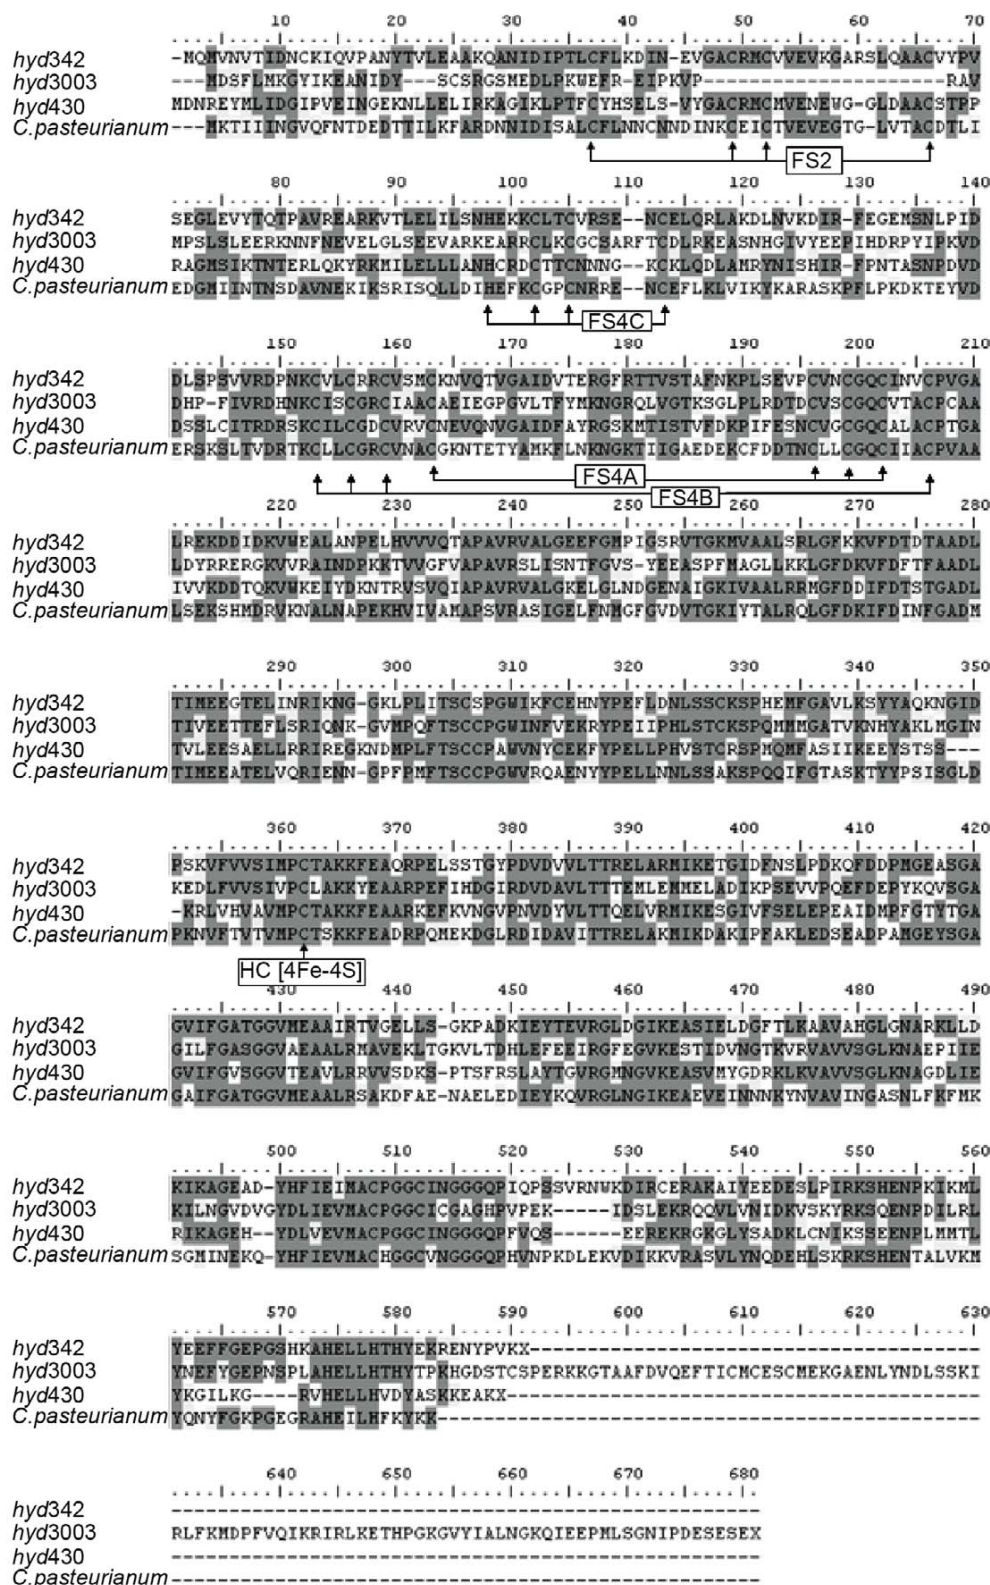 10 20 30 40 50 60 70
hyd342 -MQMVNVTIDNCKIQVPANYTVLEAAKQANIDIPTLCFLKDIN-EVGACRMCVVEVKGARSLQAACVYPV
hyd3003 ---MDSFLMKGYIKEANIDY---SCSRGSMEDLPKWEFR-EIPKVP-----------------------RAV
hyd430 MDNREYMLIDGIPVEINGEKNLLELIRKAGIKLPTFCYHSELS-VYGACRMCMVENEWG-GLDAACSTPP
C.pasteurianum ---MKTIIINGVQFNTDEDTTILKFARDNNIDISALCFLNNCNNDINKCEICTVEVEGTG-LVTACDTLI
FS2
80 90 100 110 120 130 140
hyd342 SEGLEVYTQTPAVREARKVTLELILSNHEKKCLTCVRSE--NCELQRLAKDLNVKDIR-FEGEMSNLPID
hyd3003 MPSLSLEERKNNFNEVELGLSEEVARKEARRCLKCGCSARFTCDLRKEASNHGIVYEEPIHDRPYIPKVD
hyd430 RAGMSIKTNTERLQKYRKMILELLLANHCRDCTTCNNNG--KCKLQDLAMRYNISHIR-FPNTASNPDVD
C.pasteurianum EDGMIINTNSDAVNEKIKSRISQLLDIHEFKCGPCNRRE--NCEFLKLVIKYKARASKPFLPKDKTEYVD
FS4C
150 160 170 180 190 200 210
hyd342 DLSPSVVRDPNKCVLCRRCVSMCKNVQTVGAIDVTERGFRTTVSTAFNKPLSEVPCVNCGQCINVCPVGA
hyd3003 DHP-FIVRDHNKCISCGRCIAACAEIEGPGVLTFYMKNGRQLVGTKSGLPLRDTDCVSCGQCVTACPCAA
hyd430 DSSLCITRDRSKCILCGDCVRVCNEVQNVGAIDFAYRGSKMTISTVFDKPIFESNCVGCGQCALACPTGA
C.pasteurianum ERSKSLTVDRTKCLLCGRCVNACGKNTETYAMKFLNKNGKTIIGAEDEKCFDDTNCLLCGQCIIACPVAA
FS4A
FS4B
220 230 240 250 260 270 280
hyd342 LREKDDIDKVWEALANPELHVVVQTAPAVRVALGEEFGMPIGSRVTGKMVAALSRLGFKKVFDTDTAADL
hyd3003 LDYRRERGKVVRAINDPKKTVVGFVAPAVRSLISNTFGVS-YEEASPFMAGLLKKLGFDKVFDFTFAADL
hyd430 IVVKDDTQKVWKEIYDKNTRVSVQIAPAVRVALGKELGLNDGENAIGKIVAALRRMGFDDIFDTSTGADL
C.pasteurianum LSEKSHMDRVKNALNAPEKHVIVAMAPSVRASIGELFNMGFGVDVTGKIYTALRQLGFDKIFDINFGADM
290 300 310 320 330 340 350
hyd342 TIMEEGTELINRIKNG-GKLPLITSCSPGWIKFCEHNYPEFLDNLSSCKSPHEMFGAVLKSYYAQKNGID
hyd3003 TIVEETTEFLSRIQNK-GVMPQFTSCCPGWINFVEKRYPEIIPHLSTCKSPQMMMGATVKNHYAKLMGIN
hyd430 TVLEESAELLRRIREGKNDMPLFTSCCPAWVNYCEKFYPELLPHVSTCRSPMQMFASIIKEEYSTSS---
C.pasteurianum TIMEEATELVQRIENN-GPFPMFTSCCPGWVRQAENYYPELLNNLSSAKSPQQIFGTASKTYYPSISGLD
360 370 380 390 400 410 420
hyd342 PSKVFVVSIMPCTAKKFEAQRPELSSTGYPDVDVVLTTRELARMIKETGIDFNSLPDKQFDDPMGEASGA
hyd3003 KEDLFVVSIVPCLAKKYEAARPEFIHDGIRDVDAVLTTTEMLEMMELADIKPSEVVPQEFDEPYKQVSGA
hyd430 -KRLVHVAVMPCTAKKFEAARKEFKVNGVPNVDYVLTTQELVRMIKESGIVFSELEPEAIDMPFGTYTGA
C.pasteurianum PKNVFTVTVMPCTSKKFEADRPQMEKDGLRDIDAVITTRELAKMIKDAKIPFAKLEDSEADPAMGEYSGA
HC [4Fe-4S]
430 440 450 460 470 480 490
hyd342 GVIFGATGGVMEAAIRTVGELLS-GKPADKIEYTEVRGLDGIKEASIELDGFTLKAAVAHGLGNARKLLD
hyd3003 GILFGASGGVAEAALRMAVEKLTGKVLTDHLEFEEIRGFEGVKESTIDVNGTKVRVAVVSGLKNAEPIIE
hyd430 GVIFGVSGGVTEAVLRRVVSDKS-PTSFRSLAYTGVRGMNGVKEASVMYGDRKLKVAVVSGLKNAGDLIE
C.pasteurianum GAIFGATGGVMEAALRSAKDFAE-NAELEDIEYKQVRGLNGIKEAEVEINNNKYNVAVINGASNLFKFMK
500 510 520 530 540 550 560
hyd342 KIKAGEAD-YHFIEIMACPGGCINGGGQPIQPSSVRNWKDIRCERAKAIYEEDESLPIRKSHENPKIKML
hyd3003 KILNGVDVGYDLIEVMACPGGCICGAGHPVPEK-----IDSLEKRQQVLVNIDKVSKYRKSQENPDILRL
hyd430 RIKAGEH--YDLVEVMACPGGCINGGGQPFVQS------EEREKRGKGLYSADKLCNIKSSEENPLMMTL
C.pasteurianum SGMINEKQ-YHFIEVMACHGGCVNGGGQPHVNPKDLEKVDIKKVRASVLYNQDEHLSKRKSHENTALVKM
570 580 590 600 610 620 630
hyd342 YEEFFGEPGSHKAHELLHTHYEKRENYPVKX---------------------------------------
hyd3003 YNEFYGEPNSPLAHELLHTHYTPKHGDSTCSPERKKGTAAFDVQEFTICMCESCMEKGAENLYNDLSSKI
hyd430 YKGILKG----RVHELLHVDYASKKEAKX-----------------------------------------
C.pasteurianum YQNYFGKPGEGRAHEILHFKYKK-----------------------------------------------
640 650 660 670 680
hyd342 ---------------------------------------------------
hyd3003 RLFKMDPFVQIKRIRLKETHPGKGVYIALNGKQIEEPMLSGNIPDESESEX
hyd430 ---------------------------------------------------
C.pasteurianum ---------------------------------------------------